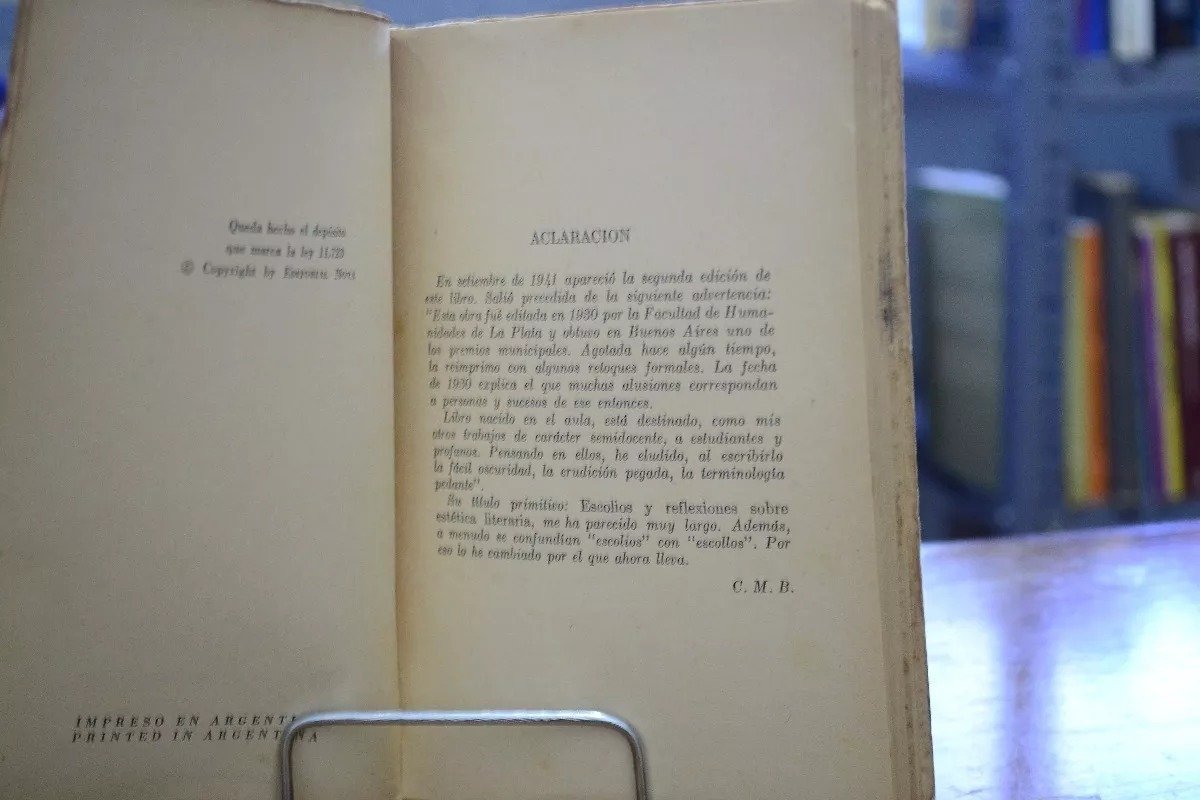 Queda hecho el depósito
que marca la ley 11.723
© Copyright by Editorial Nova
IMPRESO EN ARGENTI
PRINTED IN ARGENTINA
ACLARACION
En setiembre de 1941 apareció la segunda edición de
este libro. Salió precedida de la siguiente advertencia:
"Esta obra fué editada en 1930 por la Facultad de Huma-
nidades de La Plata y obtuvo en Buenos Aires uno de
los premios municipales. Agotada hace algún tiempo,
la reimprimo con algunos retoques formales. La fecha
de 1930 explica el que muchas alusiones correspondan
a personas y sucesos de ese entonces.
Libro nacido en el aula, está destinado, como mis
otros trabajos de carácter semidocente, a estudiantes y
profanos. Pensando en ellos, he eludido, al escribirlo
la fácil oscuridad, la erudición pegada, la terminología
pedante".
Su título primitivo: Escolios y reflexiones sobre
estética literaria, me ha parecido muy largo. Además,
a menudo se confundían "escolios" con "escollos". Por
eso lo he cambiado por el que ahora lleva.
C. M. B.